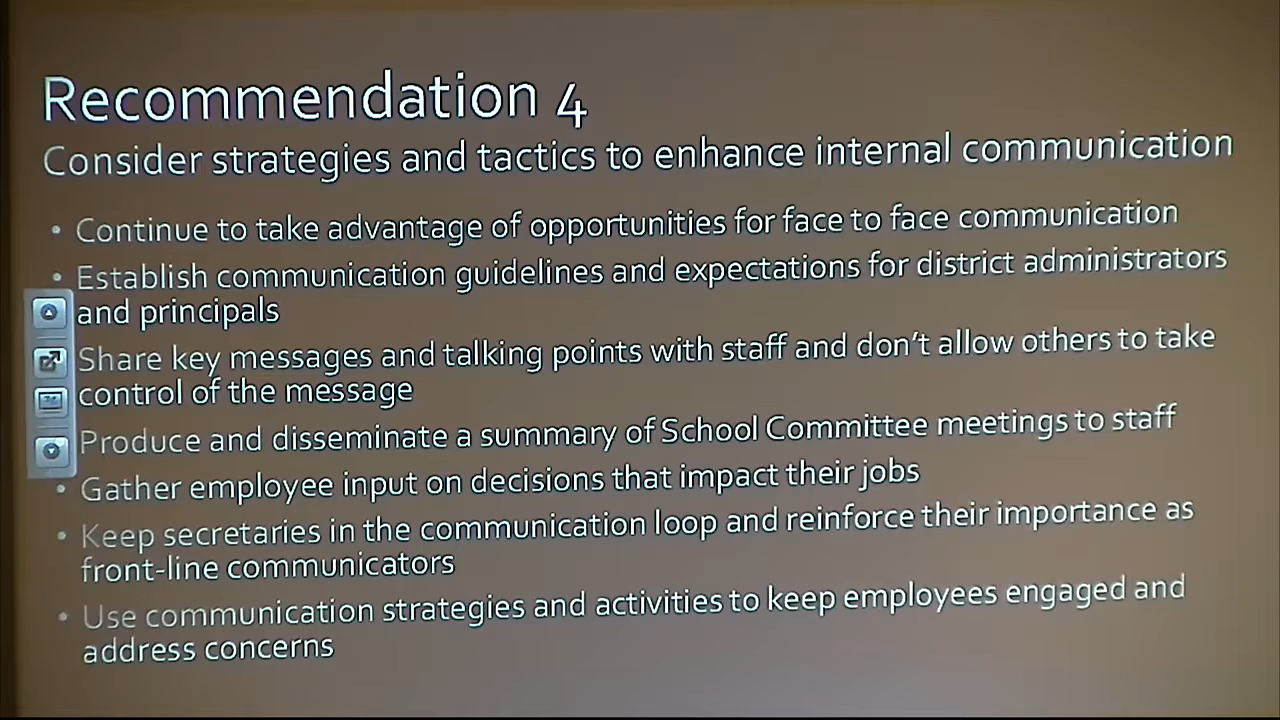 Recommendation 4
Consider strategies and tactics to enhance internal communication
• Continue to take advantage of opportunities for face to face communication
• Establish communication guidelines and expectations for district administrators
and principals
Share key messages and talking points with staff and don't allow others to take
control of the message
Produce and disseminate a summary of School Committee meetings to staff
• Gather employee input on decisions that impact their jobs
• Keep secretaries in the communication loop and reinforce their importance as
front-line communicators
• Use communication strategies and activities to keep employees engaged and
address concerns